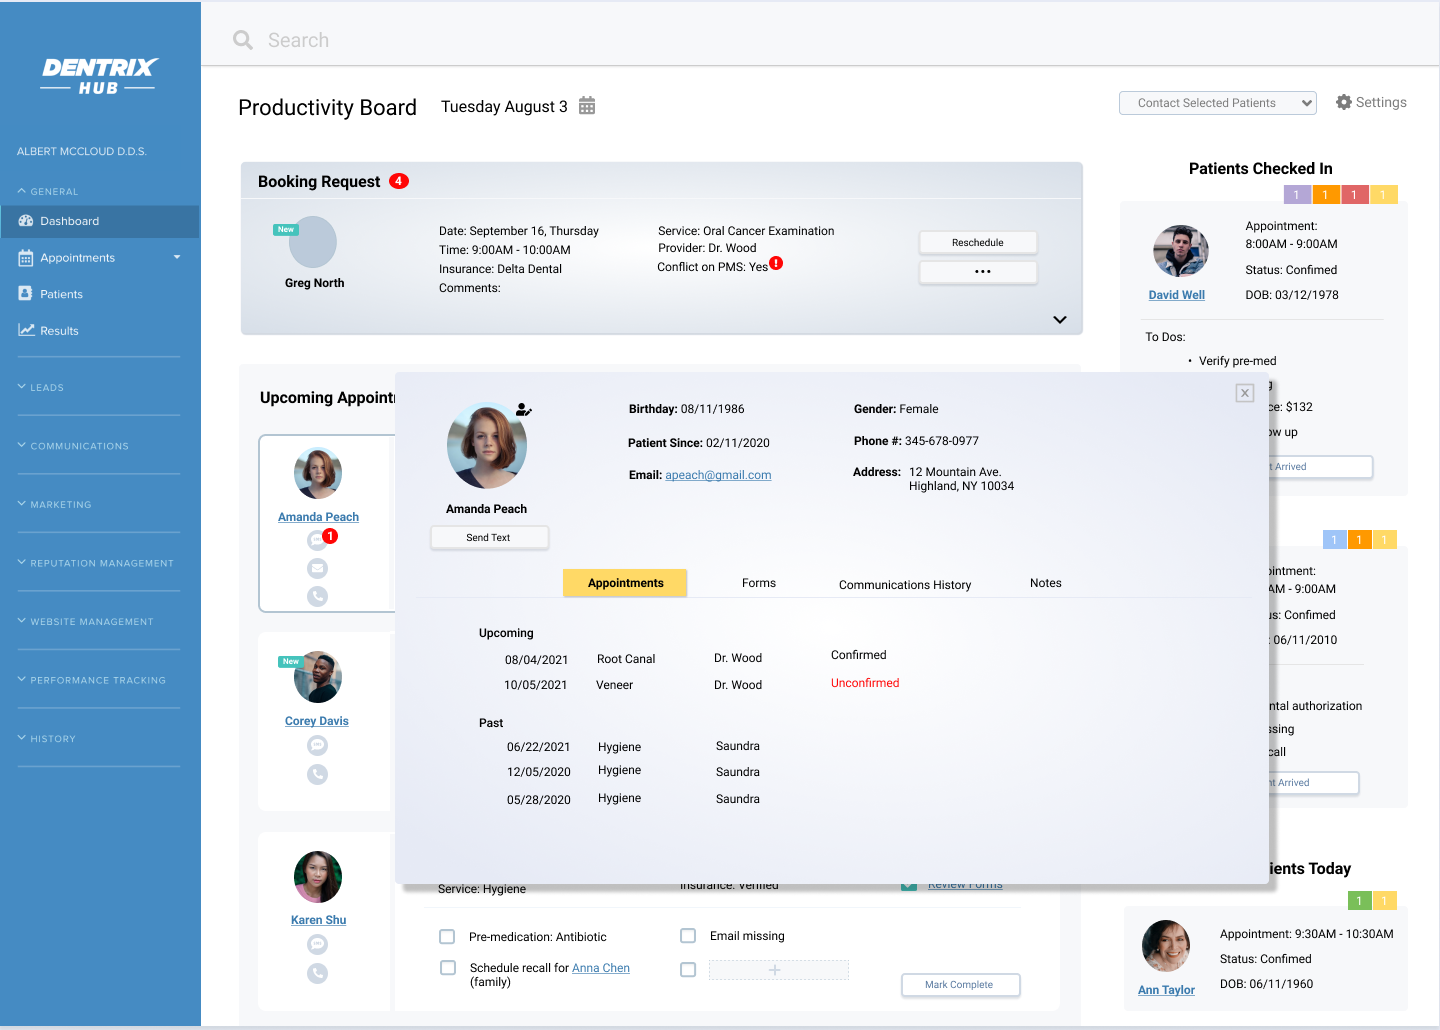 DENTRIX
HUB
ALBERT MCCLOUD D.D.S.
GENERAL
Dashboard
Appointments
Patients
Results
LEADS
COMMUNICATIONS
MARKETING
REPUTATION MANAGEMENT
WEBSITE MANAGEMENT
PERFORMANCE TRACKING
HISTORY
Search
Productivity Board
Tuesday August 3
Contact Selected Patients
Settings
Booking Request 4
New
Greg North
Date: September 16, Thursday
Time: 9:00AM - 10:00AM
Insurance: Delta Dental
Comments:
Service: Oral Cancer Examination
Provider: Dr. Wood
Conflict on PMS: Yes !
Reschedule
•••
Upcoming Appoint
Amanda Peach
1
New
Corey Davis
Karen Shu
Amanda Peach
Send Text
Birthday: 08/11/1986
Patient Since: 02/11/2020
Email: apeach@gmail.com
Gender: Female
Phone #: 345-678-0977
Address: 12 Mountain Ave.
Highland, NY 10034
X
Appointments
Forms
Communications History
Notes
Upcoming
08/04/2021 Root Canal Dr. Wood Confirmed
10/05/2021 Veneer Dr. Wood Unconfirmed
Past
06/22/2021 Hygiene Saundra
12/05/2020 Hygiene Saundra
05/28/2020 Hygiene Saundra
Service: Hygiene
Insurance: Verified
Review Forms
Pre-medication: Antibiotic
Email missing
Schedule recall for Anna Chen
(family)
+
Mark Complete
Patients Checked In
1 1 1 1
David Well
Appointment:
8:00AM - 9:00AM
Status: Confimed
DOB: 03/12/1978
To Dos:
• Verify pre-med
g
ce: $132
ow up
t Arrived
1 1 1
ointment:
AM - 9:00AM
us: Confimed
: 06/11/2010
ntal authorization
ssing
call
nt Arrived
ients Today
1 1
Ann Taylor
Appointment: 9:30AM - 10:30AM
Status: Confimed
DOB: 06/11/1960